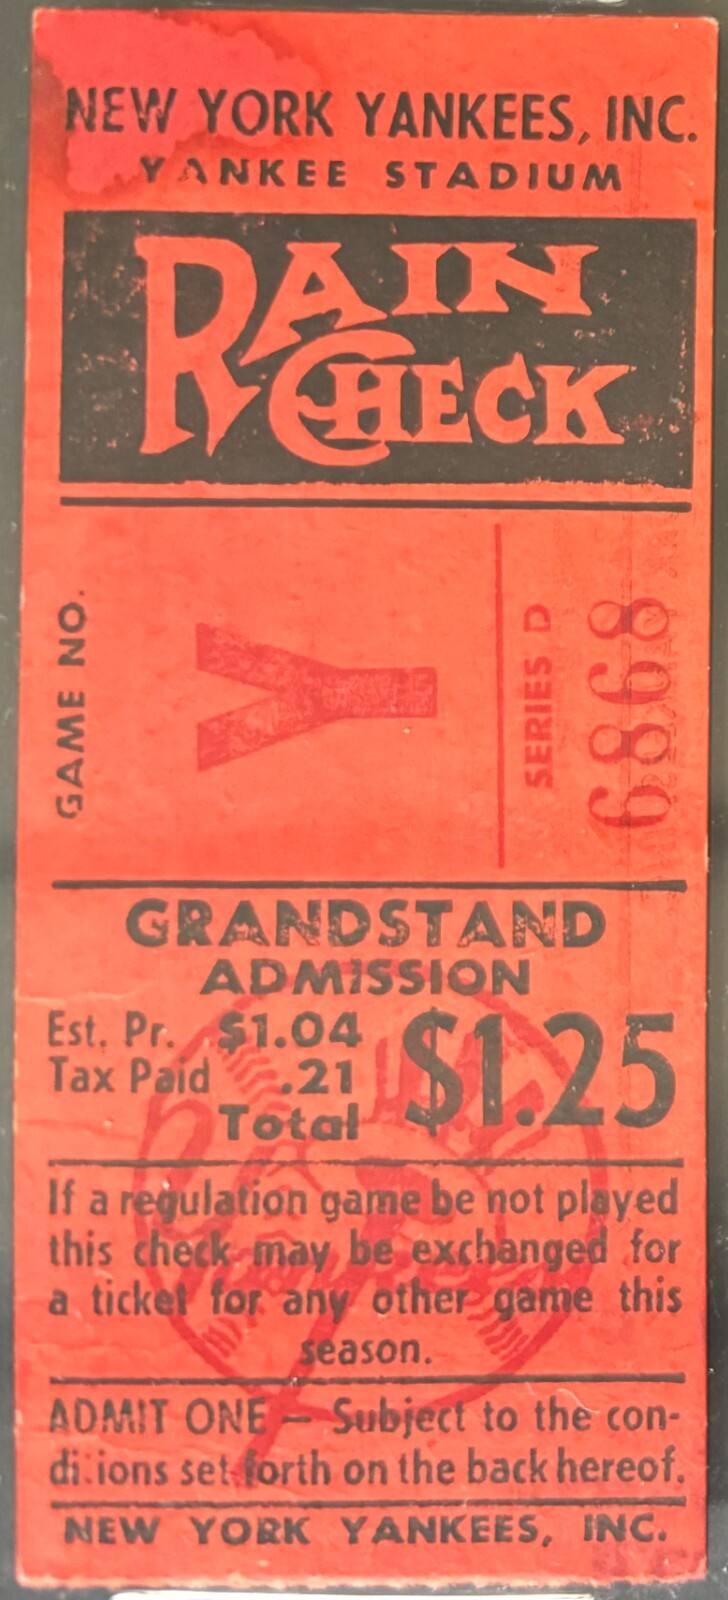 NEW YORK YANKEES, INC.
YANKEE STADIUM
RAIN
CHECK
GAME NO.
Y
SERIES D
6868
GRANDSTAND
ADMISSION
Est. Pr. $1.04
Tax Paid .21
Total $1.25
If a regulation game be not played
this check may be exchanged for
a ticket for any other game this
season.
ADMIT ONE — Subject to the con-
ditions set forth on the back hereof.
NEW YORK YANKEES, INC.